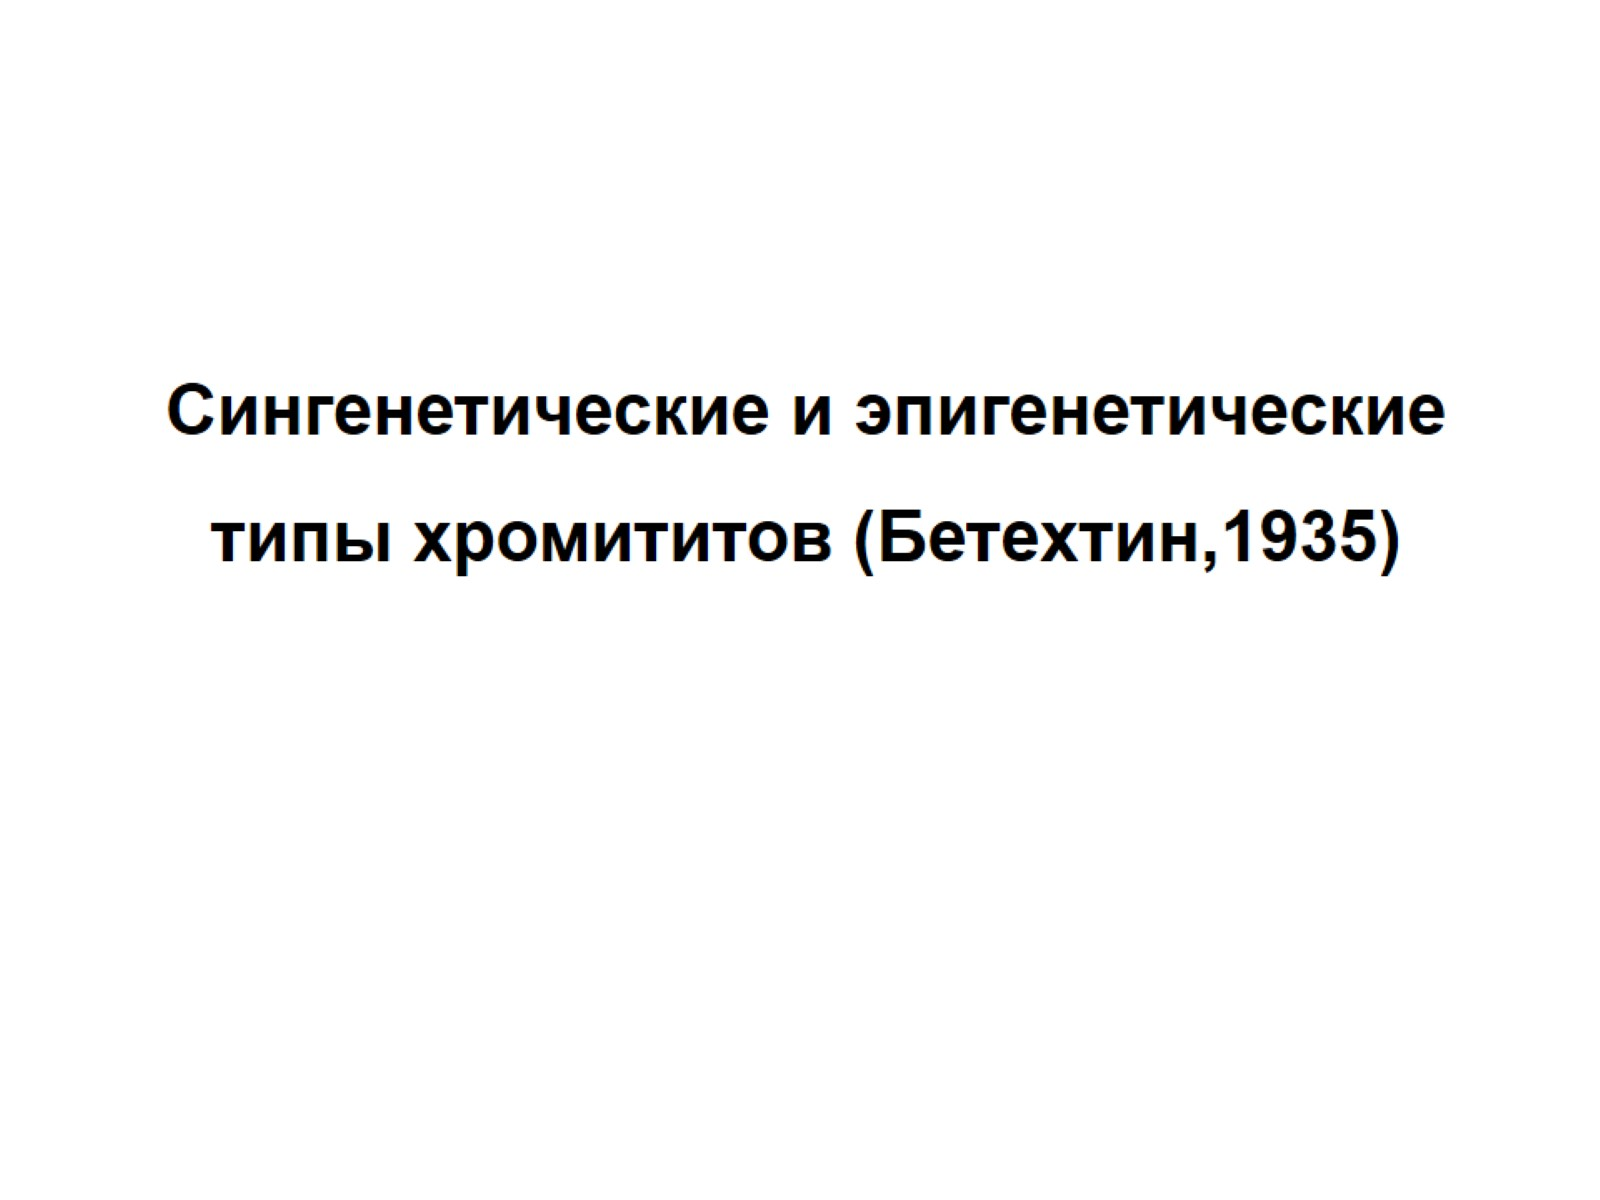 Сингенетические и эпигенетические
типы хромититов (Бетехтин,1935)